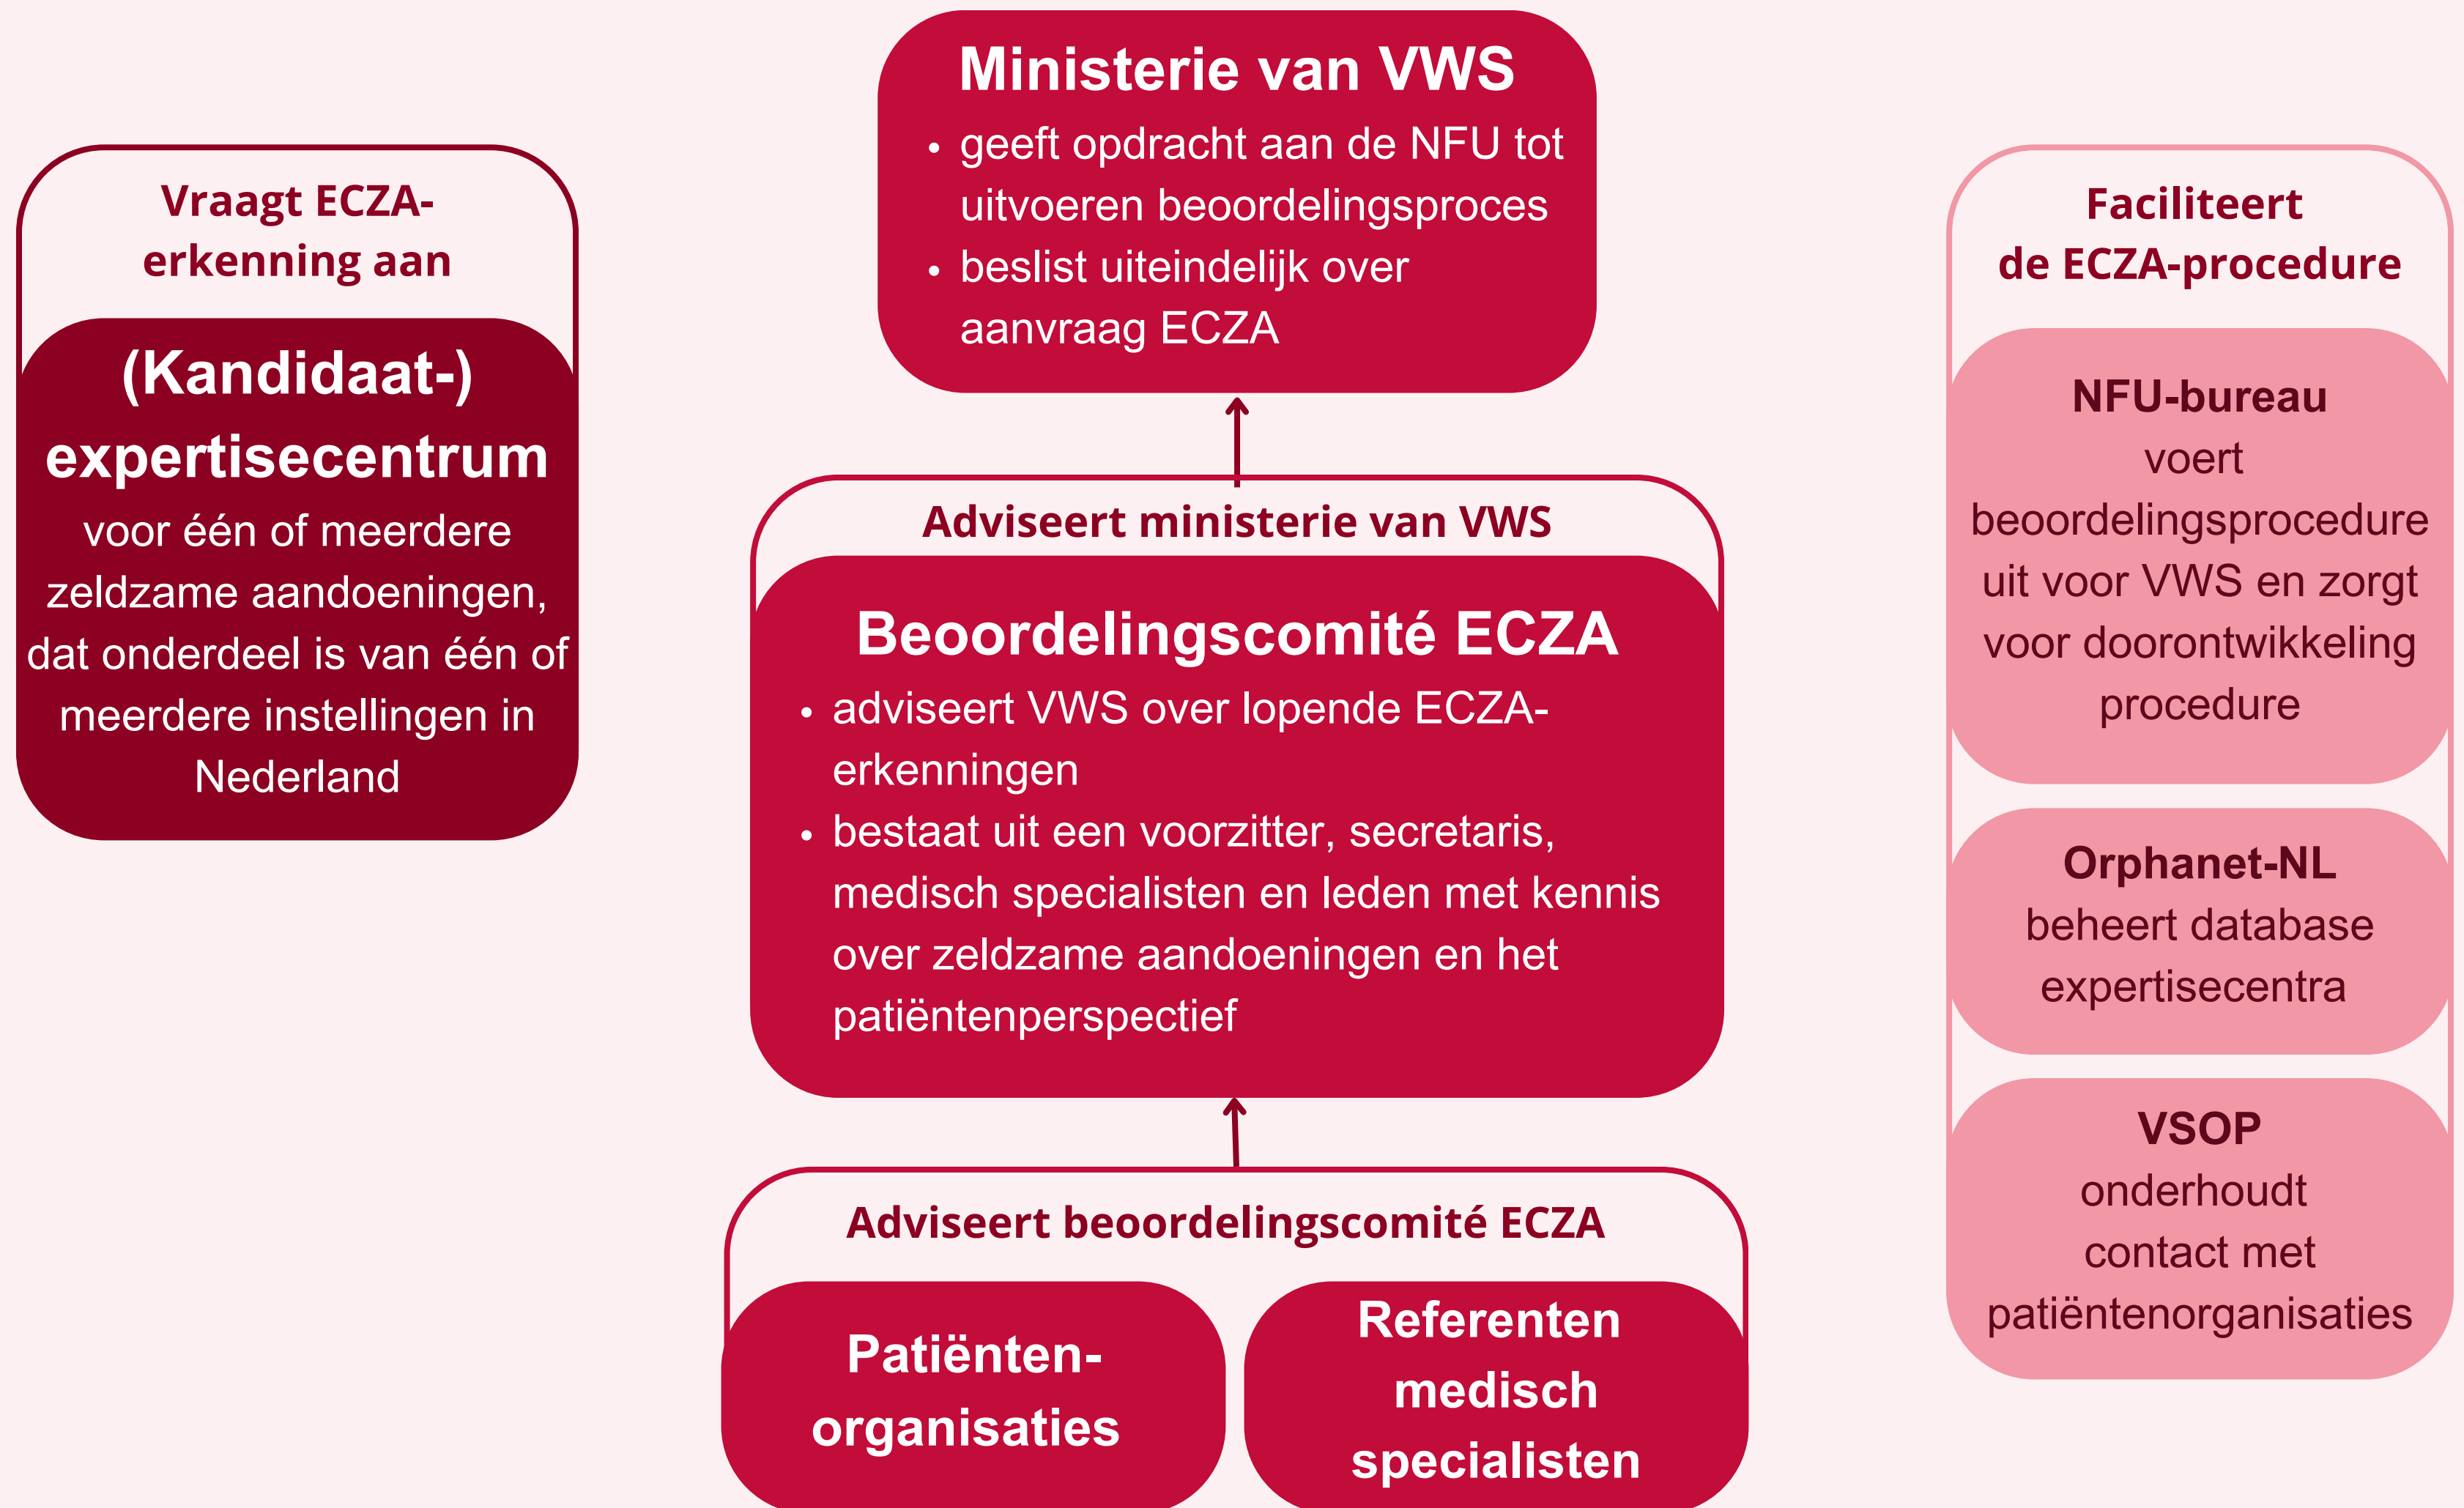 Vraagt ECZA-
erkenning aan
(Kandidaat-)
expertisecentrum
voor één of meerdere
zeldzame aandoeningen,
dat onderdeel is van één of
meerdere instellingen in
Nederland
Ministerie van VWS
• geeft opdracht aan de NFU tot
uitvoeren beoordelingsproces
• beslist uiteindelijk over
aanvraag ECZA
Adviseert ministerie van VWS
Beoordelingscomité ECZA
• adviseert VWS over lopende ECZA-
erkenningen
• bestaat uit een voorzitter, secretaris,
medisch specialisten en leden met kennis
over zeldzame aandoeningen en het
patiëntenperspectief
Adviseert beoordelingscomité ECZA
Patiënten-
organisaties
Referenten
medisch
specialisten
Faciliteert
de ECZA-procedure
NFU-bureau
voert
beoordelingsprocedure
uit voor VWS en zorgt
voor doorontwikkeling
procedure
Orphanet-NL
beheert database
expertisecentra
VSOP
onderhoudt
contact met
patiëntenorganisaties